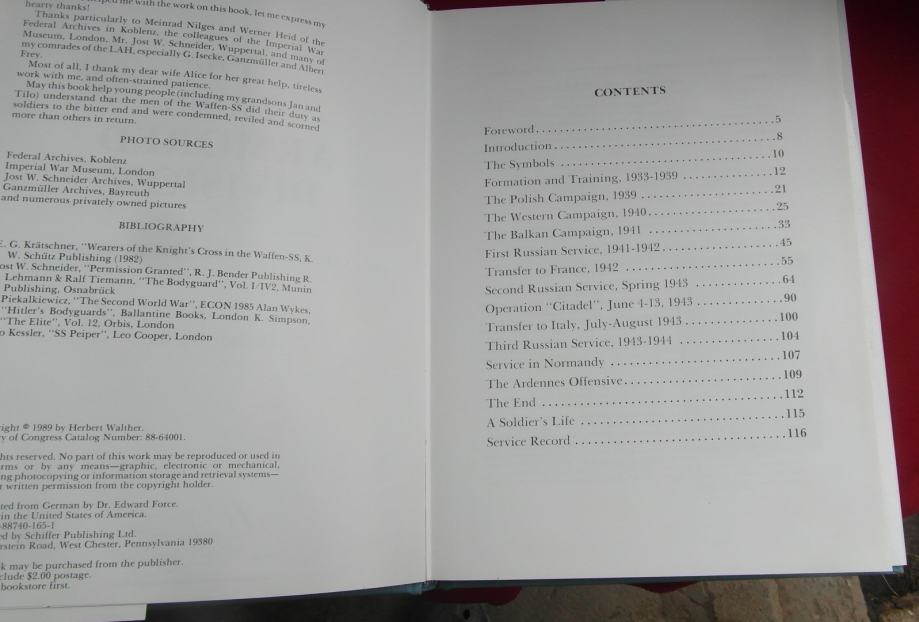 helped me with the work on this book, let me express my
hearty thanks!
Thanks particularly to Meinrad Nilges and Werner Heid of the
Federal Archives in Koblenz, the colleagues of the Imperial War
Museum, London, Mr. Jost W. Schneider, Wuppertal, and many of
my comrades of the LAH, especially G. Isecke, Ganzmüller and Albert
Frey.
Most of all, I thank my dear wife Alice for her great help, tireless
work with me, and often-strained patience.
May this book help young people (including my grandsons Jan and
Tilo) understand that the men of the Waffen-SS did their duty as
soldiers to the bitter end and were condemned, reviled and scorned
more than others in return.
PHOTO SOURCES
Federal Archives, Koblenz
Imperial War Museum, London
Jost W. Schneider Archives, Wuppertal
Ganzmüller Archives, Bayreuth
and numerous privately owned pictures
BIBLIOGRAPHY
E. G. Krätschner, "Wearers of the Knight's Cross in the Waffen-SS, K.
W. Schütz Publishing (1982)
ost W. Schneider, "Permission Granted", R. J. Bender Publishing R.
Lehmann & Ralf Tiemann, "The Bodyguard", Vol. I/IV2, Munin
Publishing, Osnabrück
Piekalkiewicz, "The Second World War", ECON 1985 Alan Wykes,
"Hitler's Bodyguards", Ballantine Books, London K. Simpson,
"The Elite", Vol. 12, Orbis, London
o Kessler, "SS Peiper", Leo Cooper, London
right © 1989 by Herbert Walther.
ry of Congress Catalog Number: 88-64001.
hts reserved. No part of this work may be reproduced or used in
orms or by any means—graphic, electronic or mechanical,
ng photocopying or information storage and retrieval systems—
t written permission from the copyright holder.
ted from German by Dr. Edward Force.
in the United States of America.
-88740-165-1
ed by Schiffer Publishing Ltd.
erstein Road, West Chester, Pennsylvania 19380
k may be purchased from the publisher.
clude $2.00 postage.
bookstore first.
CONTENTS
Foreword....................5
Introduction....................8
The Symbols....................10
Formation and Training, 1933-1939....................12
The Polish Campaign, 1939....................21
The Western Campaign, 1940....................25
The Balkan Campaign, 1941....................33
First Russian Service, 1941-1942....................45
Transfer to France, 1942....................55
Second Russian Service, Spring 1943....................64
Operation "Citadel", June 4-13, 1943....................90
Transfer to Italy, July-August 1943....................100
Third Russian Service, 1943-1944....................104
Service in Normandy....................107
The Ardennes Offensive....................109
The End....................112
A Soldier's Life....................115
Service Record....................116